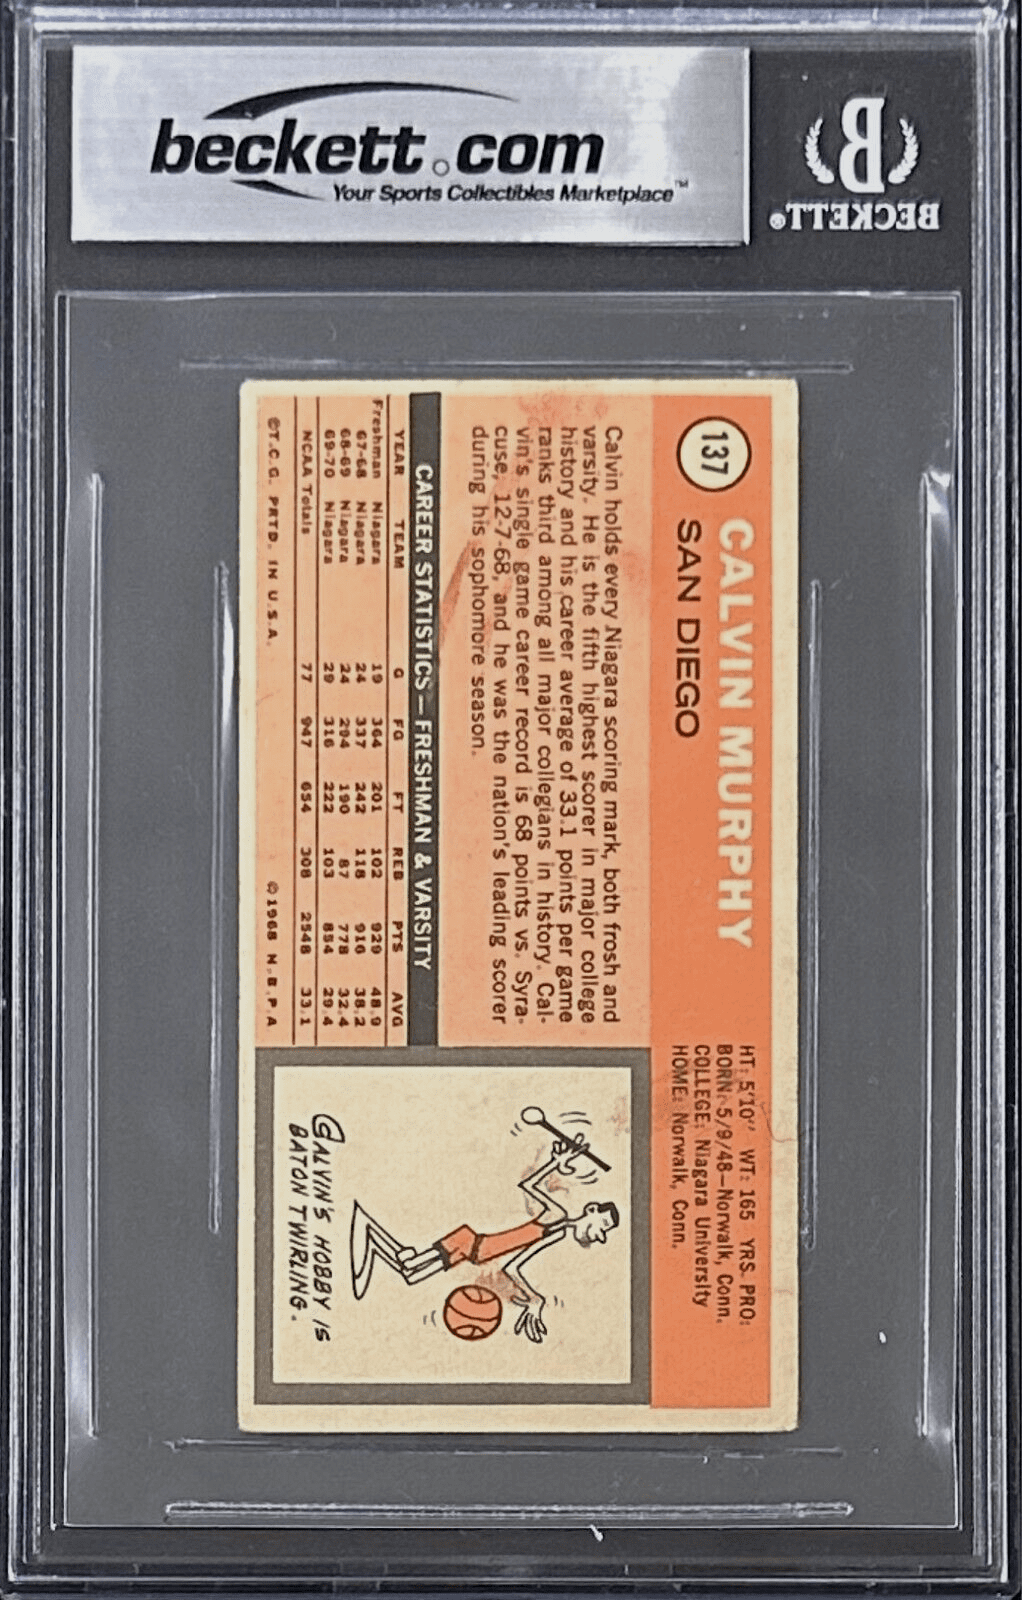 beckett.com
Your Sports Collectibles Marketplace™
B
BECKETT®
137
CALVIN MURPHY
SAN DIEGO
HT: 5'10" WT: 165 YRS. PRO:
BORN: 5/9/48—Norwalk, Conn.
COLLEGE: Niagara University
HOME: Norwalk, Conn.
Calvin holds every Niagara scoring mark, both frosh and
varsity. He is the fifth highest scorer in major college
history and his career average of 33.1 points per game
ranks third among all major collegians in history. Cal-
vin's single game career record is 68 points vs. Syra-
cuse, 12-7-68, and he was the nation's leading scorer
during his sophomore season.
CAREER STATISTICS — FRESHMAN & VARSITY
YEAR TEAM G FG FT REB PTS AVG
Freshman Niagara 19 364 201 102 929 48.9
67-68 Niagara 24 337 242 118 916 38.2
68-69 Niagara 24 294 190 87 778 32.4
69-70 Niagara 29 316 222 103 854 29.4
NCAA Totals 77 947 654 308 2548 33.1
©T.C.G. PRTD. IN U.S.A. ©1968 N.B.P.A
CALVIN'S HOBBY IS
BATON TWIRLING.